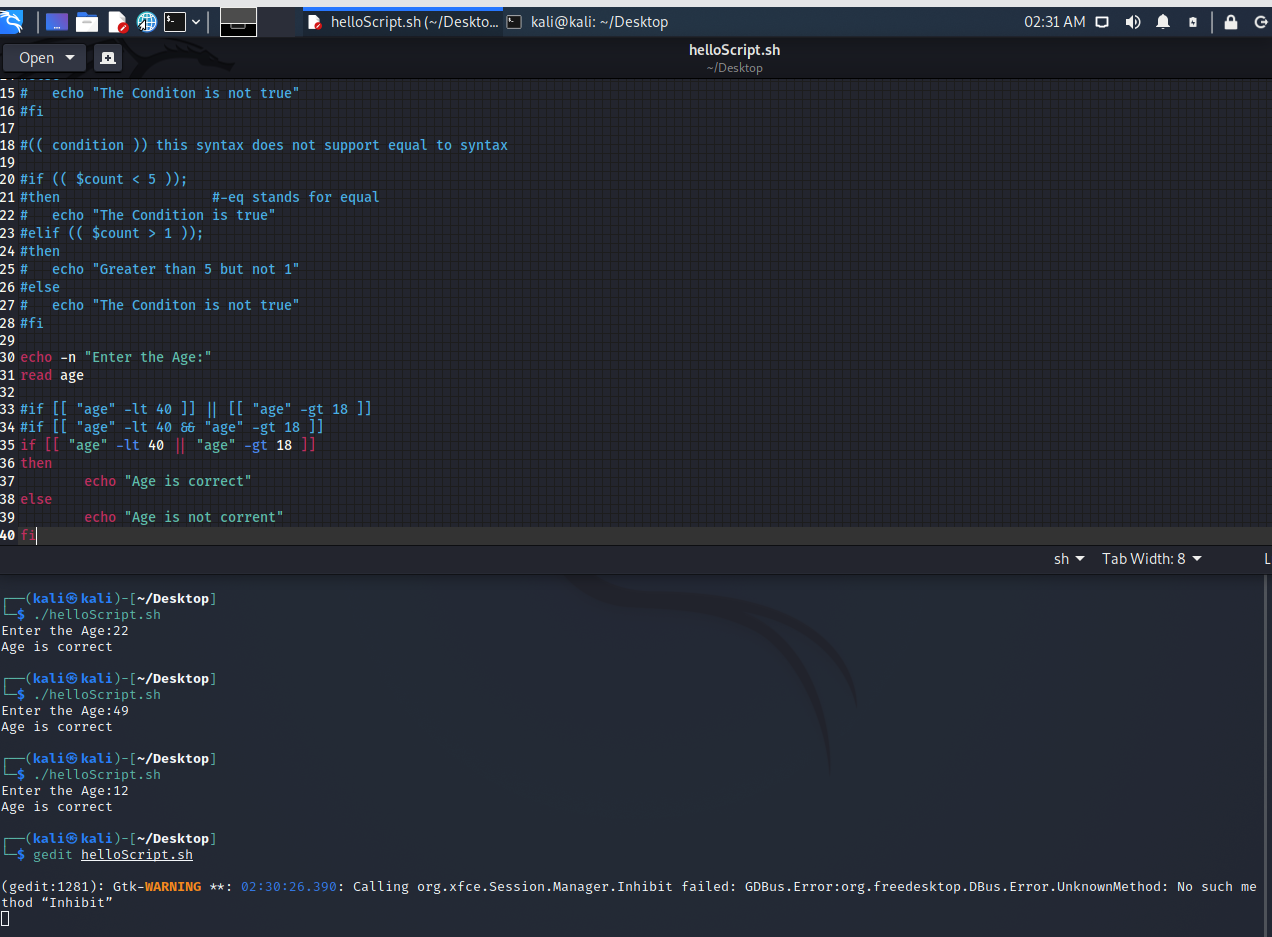 helloScript.sh (~/Deskto... kali@kali: ~/Desktop 02:31 AM
Open helloScript.sh
~/Desktop
15 #   echo "The Conditon is not true"
16 #fi
17
18 #(( condition )) this syntax does not support equal to syntax
19
20 #if (( $count < 5 ));
21 #then                   #-eq stands for equal
22 #   echo "The Condition is true"
23 #elif (( $count > 1 ));
24 #then
25 #   echo "Greater than 5 but not 1"
26 #else
27 #   echo "The Conditon is not true"
28 #fi
29
30 echo -n "Enter the Age:"
31 read age
32
33 #if [[ "age" -lt 40 ]] || [[ "age" -gt 18 ]]
34 #if [[ "age" -lt 40 && "age" -gt 18 ]]
35 if [[ "age" -lt 40 || "age" -gt 18 ]]
36 then
37         echo "Age is correct"
38 else
39         echo "Age is not corrent"
40 fi
sh Tab Width: 8 L
┌──(kali㉿kali)-[~/Desktop]
└─$ ./helloScript.sh
Enter the Age:22
Age is correct
┌──(kali㉿kali)-[~/Desktop]
└─$ ./helloScript.sh
Enter the Age:49
Age is correct
┌──(kali㉿kali)-[~/Desktop]
└─$ ./helloScript.sh
Enter the Age:12
Age is correct
┌──(kali㉿kali)-[~/Desktop]
└─$ gedit helloScript.sh
(gedit:1281): Gtk-WARNING **: 02:30:26.390: Calling org.xfce.Session.Manager.Inhibit failed: GDBus.Error:org.freedesktop.DBus.Error.UnknownMethod: No such me
thod “Inhibit”